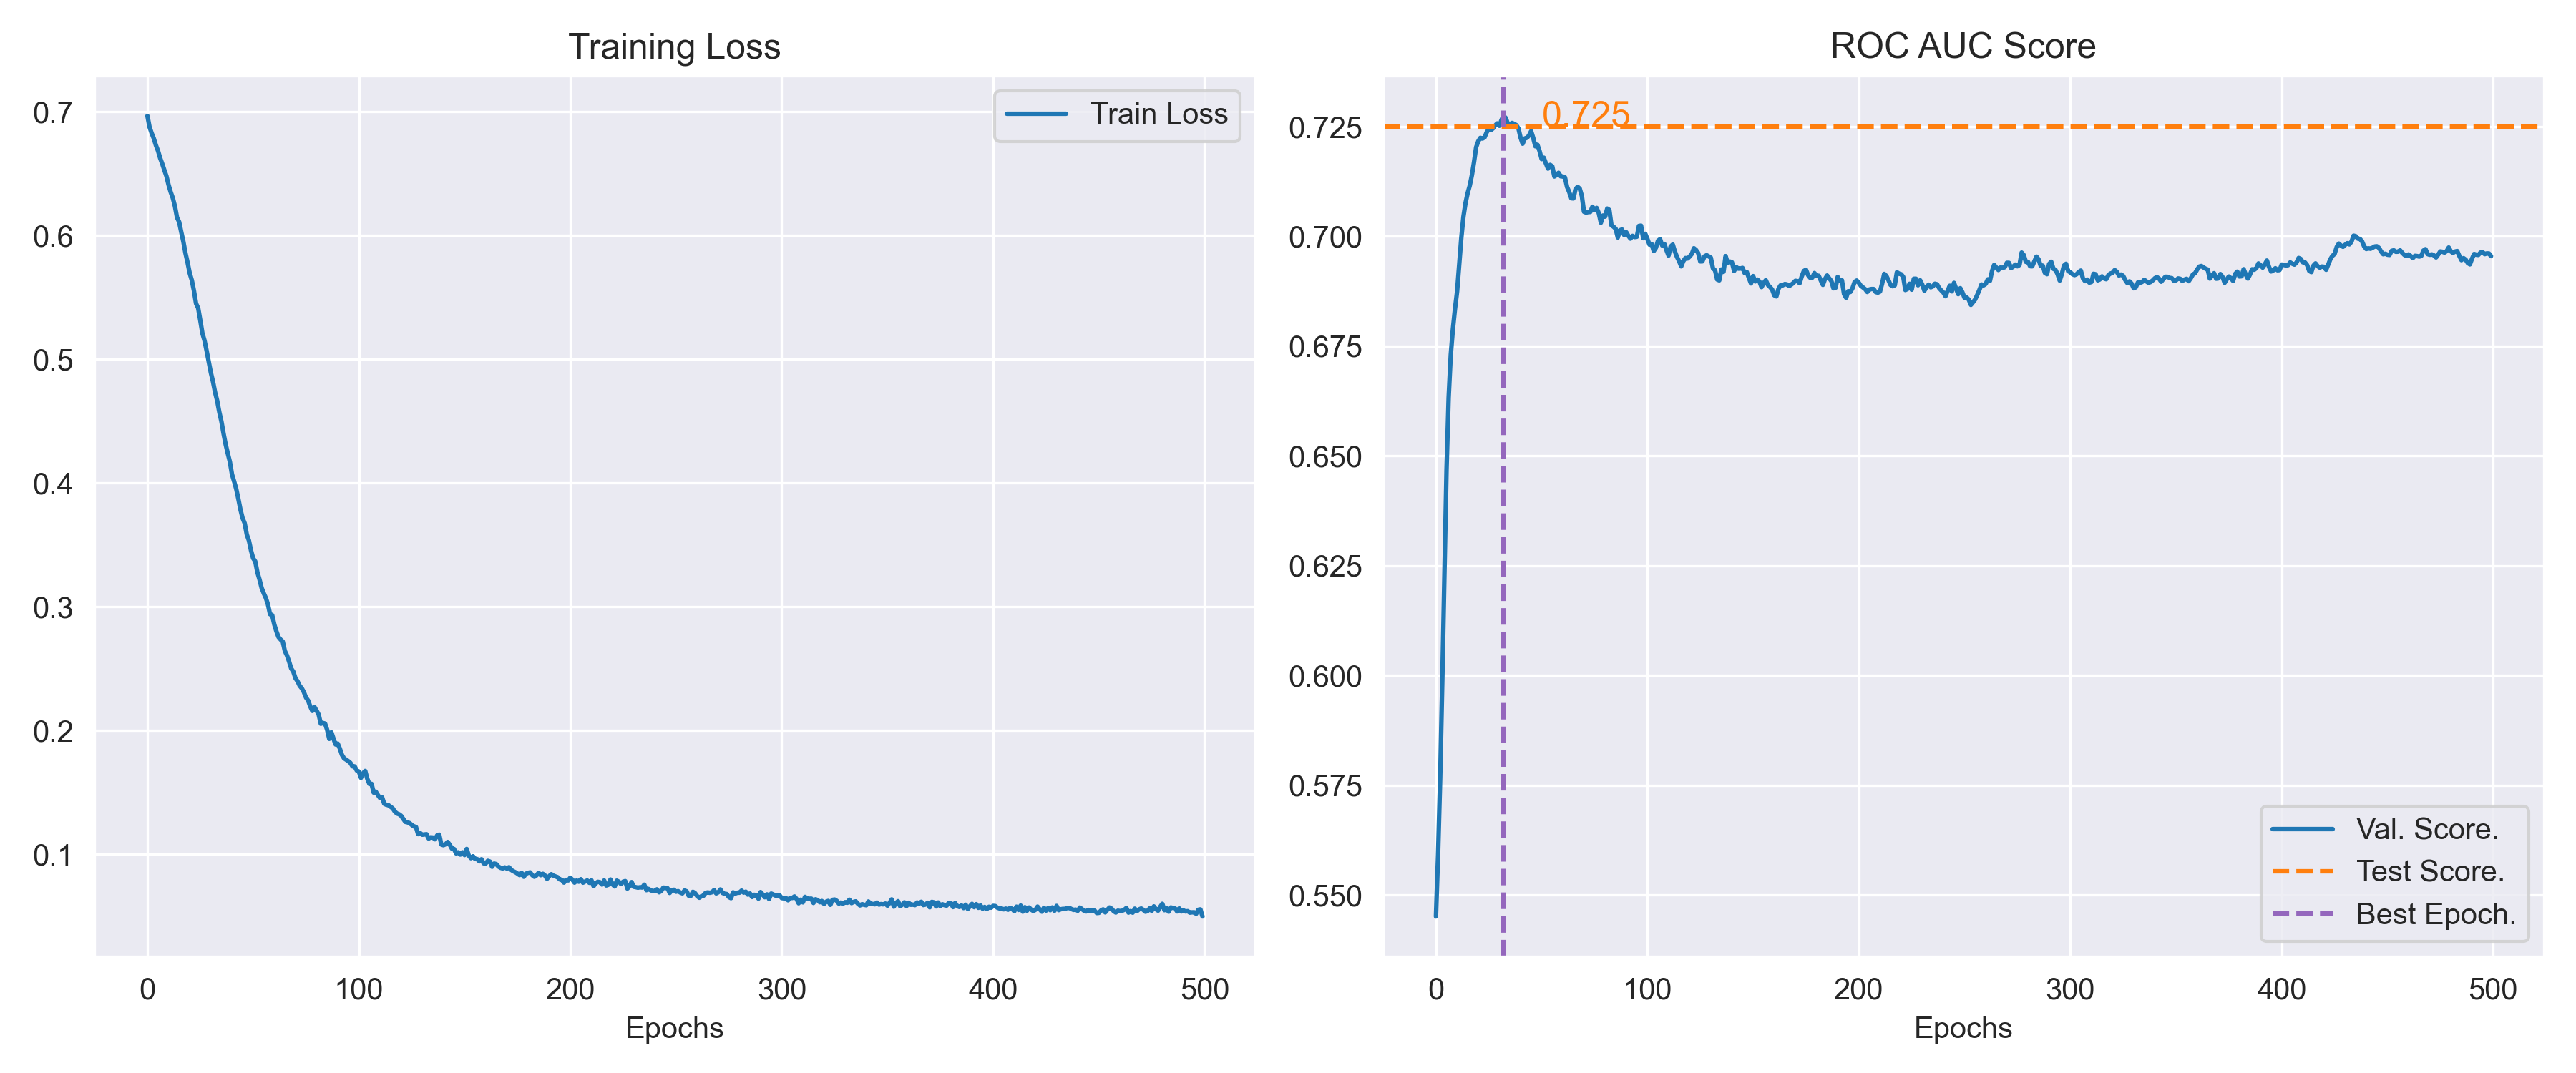 Training Loss
0.7
0.6
0.5
0.4
0.3
0.2
0.1
Train Loss
0 100 200 300 400 500
Epochs
ROC AUC Score
0.725
0.725
0.700
0.675
0.650
0.625
0.600
0.575
0.550
Val. Score.
Test Score.
Best Epoch.
0 100 200 300 400 500
Epochs